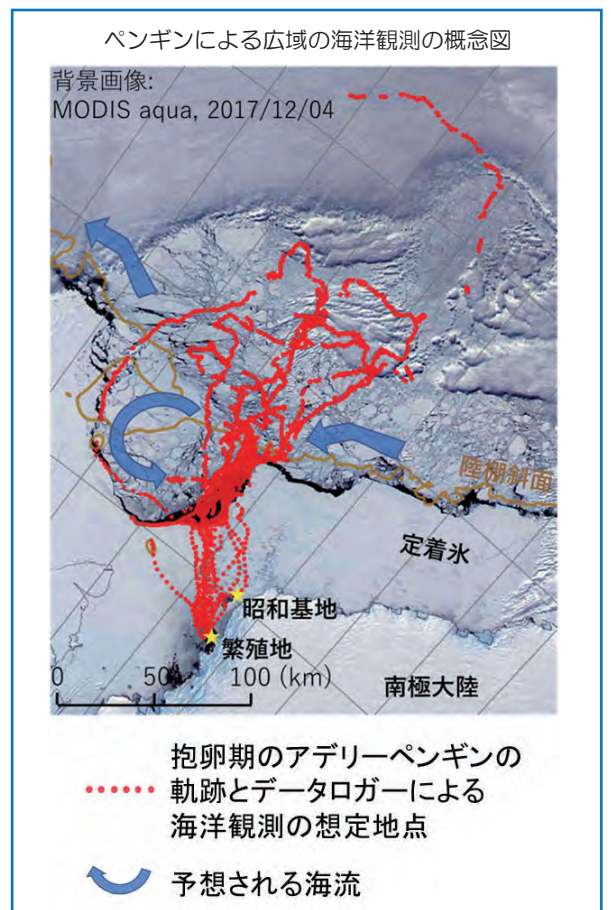 ペンギンによる広域の海洋観測の概念図
背景画像:
MODIS aqua, 2017/12/04
陸棚斜面
定着氷
昭和基地
繁殖地
0 50 100 (km)
南極大陸
抱卵期のアデリーペンギンの
軌跡とデータロガーによる
海洋観測の想定地点
予想される海流